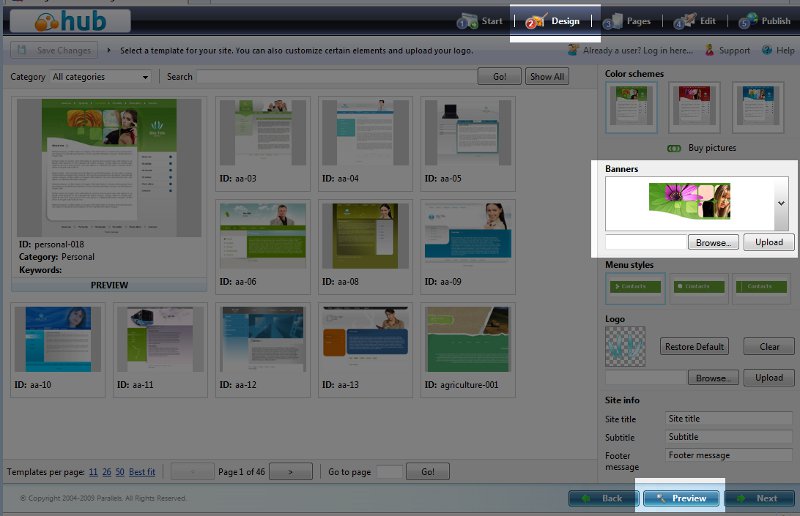 hub
1 Start
2 Design
3 Pages
4 Edit
5 Publish
Save Changes
Select a template for your site. You can also customize certain elements and upload your logo.
Already a user? Log in here...
Support
Help
Category All categories
Search
Go!
Show All
ID: personal-018
Category: Personal
Keywords:
PREVIEW
ID: aa-03
ID: aa-04
ID: aa-05
ID: aa-06
ID: aa-08
ID: aa-09
ID: aa-10
ID: aa-11
ID: aa-12
ID: aa-13
ID: agriculture-001
Templates per page: 11 26 50 Best fit
<
Page 1 of 46
>
Go to page
Go!
Color schemes
Buy pictures
Banners
Browse...
Upload
Menu styles
Contacts
Contacts
Contacts
Logo
Restore Default
Clear
Browse...
Upload
Site info
Site title Site title
Subtitle Subtitle
Footer message Footer message
© Copyright 2004-2009 Parallels. All Rights Reserved.
Back
Preview
Next